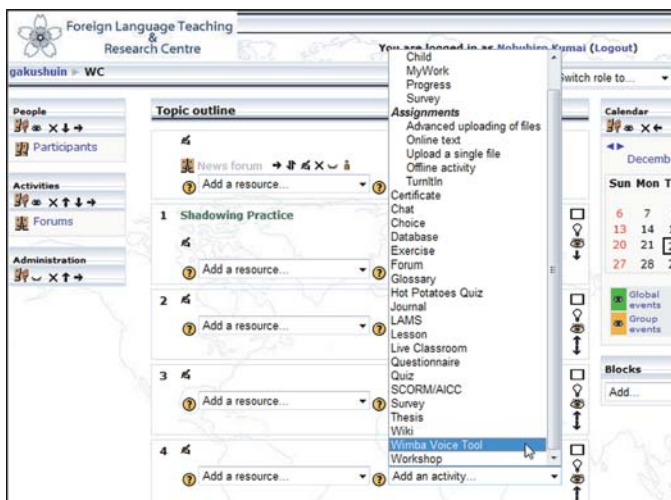 Foreign Language Teaching
&
Research Centre
You are logged in as Nobuhiro Kumai (Logout)
gakushuin ► WC
Switch role to...
People
Participants
Activities
Forums
Administration
Topic outline
News forum
Add a resource...
1 Shadowing Practice
Add a resource...
2
Add a resource...
3
Add a resource...
4
Add a resource...
Add an activity...
Child
MyWork
Progress
Survey
Assignments
Advanced uploading of files
Online text
Upload a single file
Offline activity
TurnItIn
Certificate
Chat
Choice
Database
Exercise
Forum
Glossary
Hot Potatoes Quiz
Journal
LAMS
Lesson
Live Classroom
Questionnaire
Quiz
SCORM/AICC
Survey
Thesis
Wiki
Wimba Voice Tool
Workshop
Calendar
Decemb
Sun Mon T
6 7
13 14 1
20 21 2
27 28 2
Global
events
Group
events
Blocks
Add...